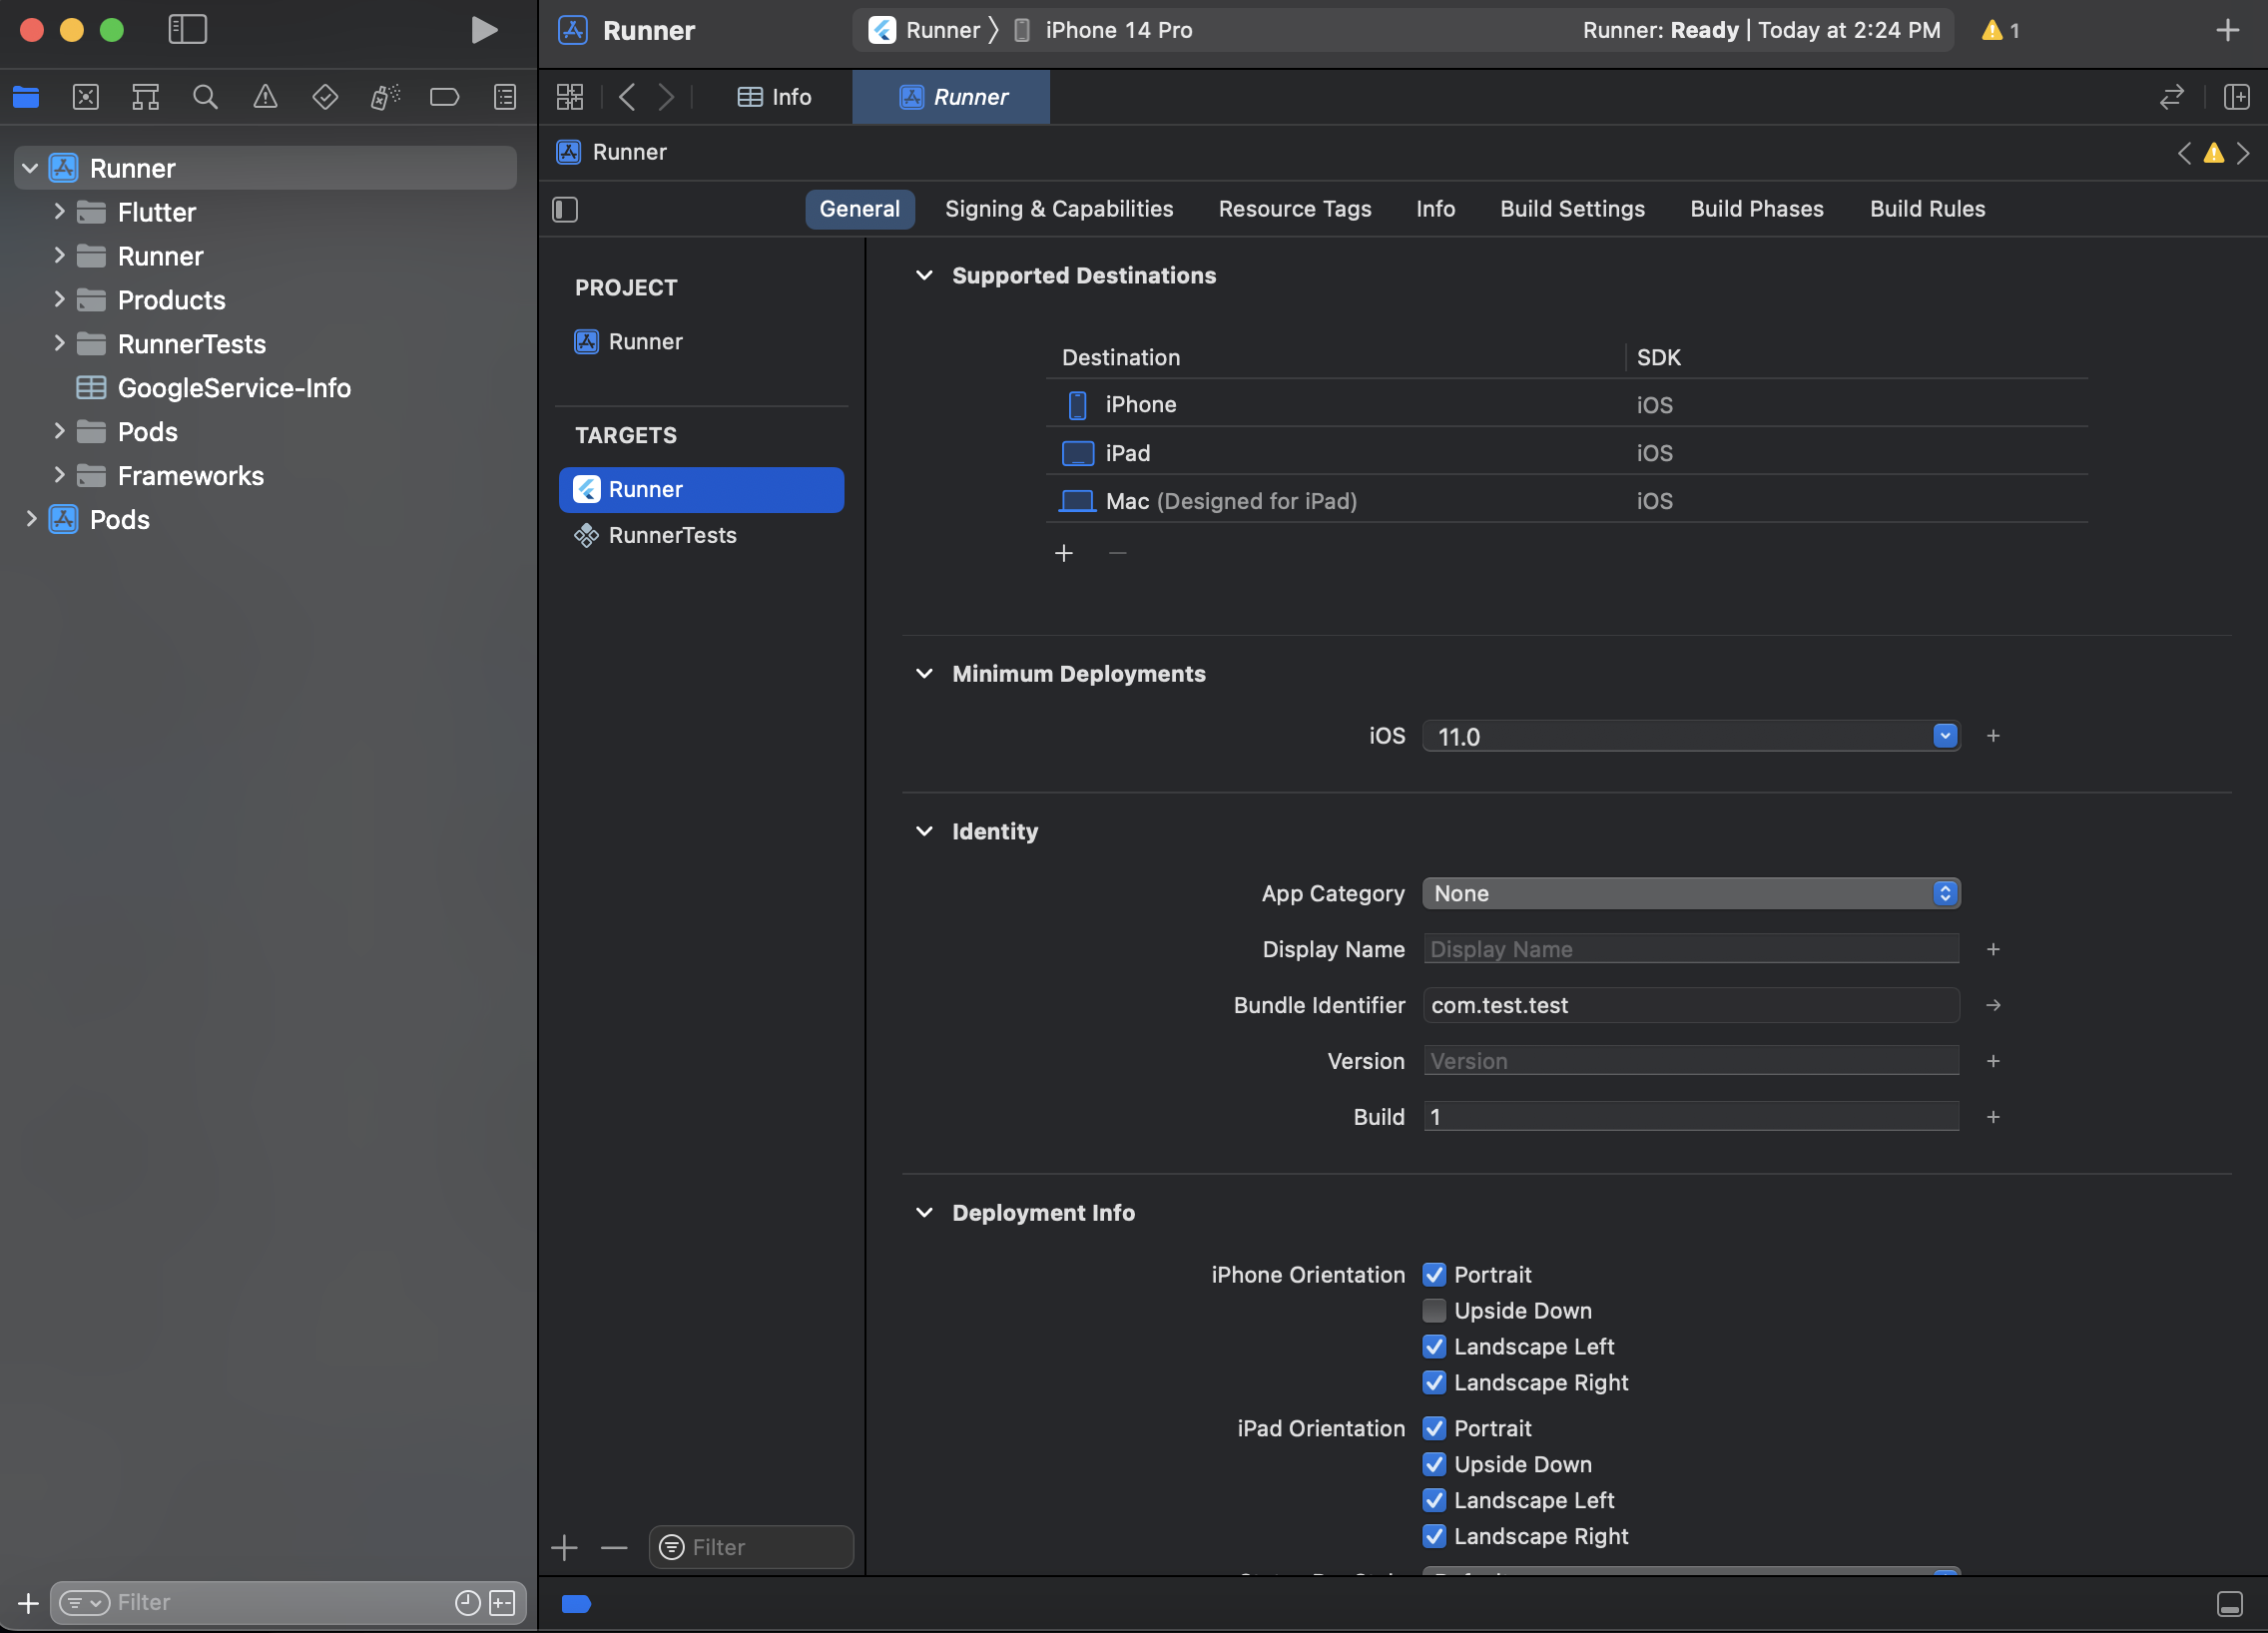 Runner
Runner
iPhone 14 Pro
Runner: Ready | Today at 2:24 PM
1
Info
Runner
Runner
Flutter
Runner
Products
RunnerTests
GoogleService-Info
Pods
Frameworks
Pods
Filter
Runner
General
Signing & Capabilities
Resource Tags
Info
Build Settings
Build Phases
Build Rules
PROJECT
Runner
TARGETS
Runner
RunnerTests
Filter
Supported Destinations
Destination SDK
iPhone iOS
iPad iOS
Mac (Designed for iPad) iOS
Minimum Deployments
iOS 11.0
Identity
App Category None
Display Name Display Name
Bundle Identifier com.test.test
Version Version
Build 1
Deployment Info
iPhone Orientation Portrait
Upside Down
Landscape Left
Landscape Right
iPad Orientation Portrait
Upside Down
Landscape Left
Landscape Right